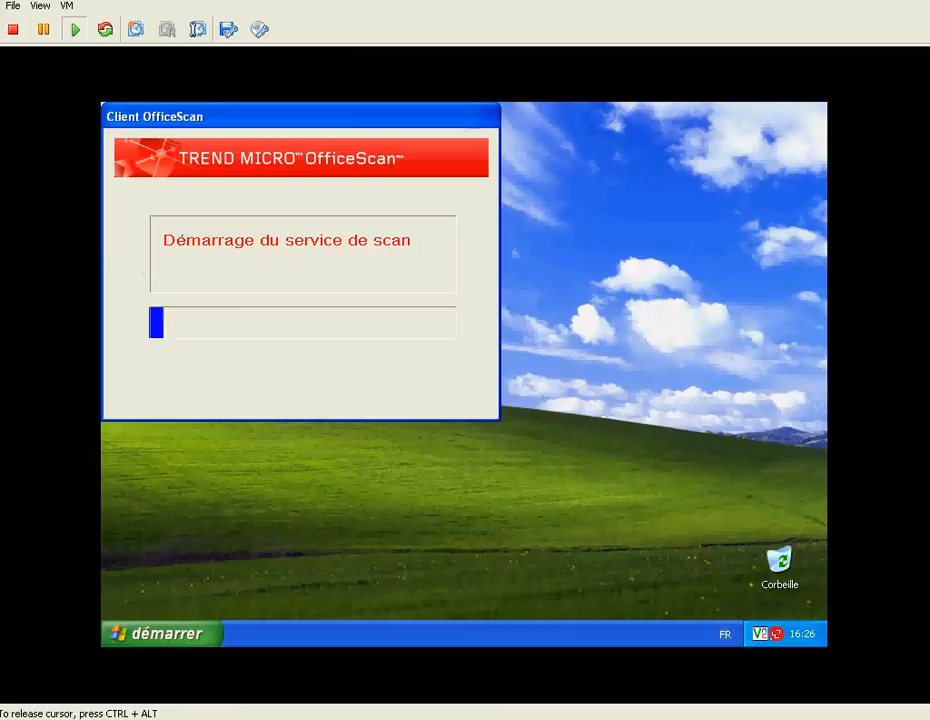 File View VM
Client OfficeScan
TREND MICRO™ OfficeScan™
Démarrage du service de scan
Corbeille
démarrer
FR
16:26
To release cursor, press CTRL + ALT